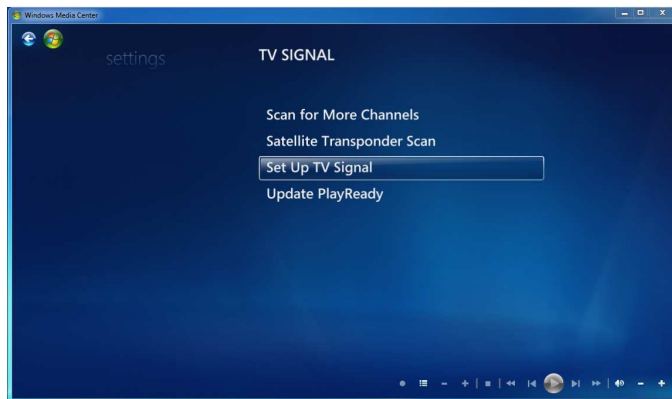 Windows Media Center
settings
TV SIGNAL
Scan for More Channels
Satellite Transponder Scan
Set Up TV Signal
Update PlayReady